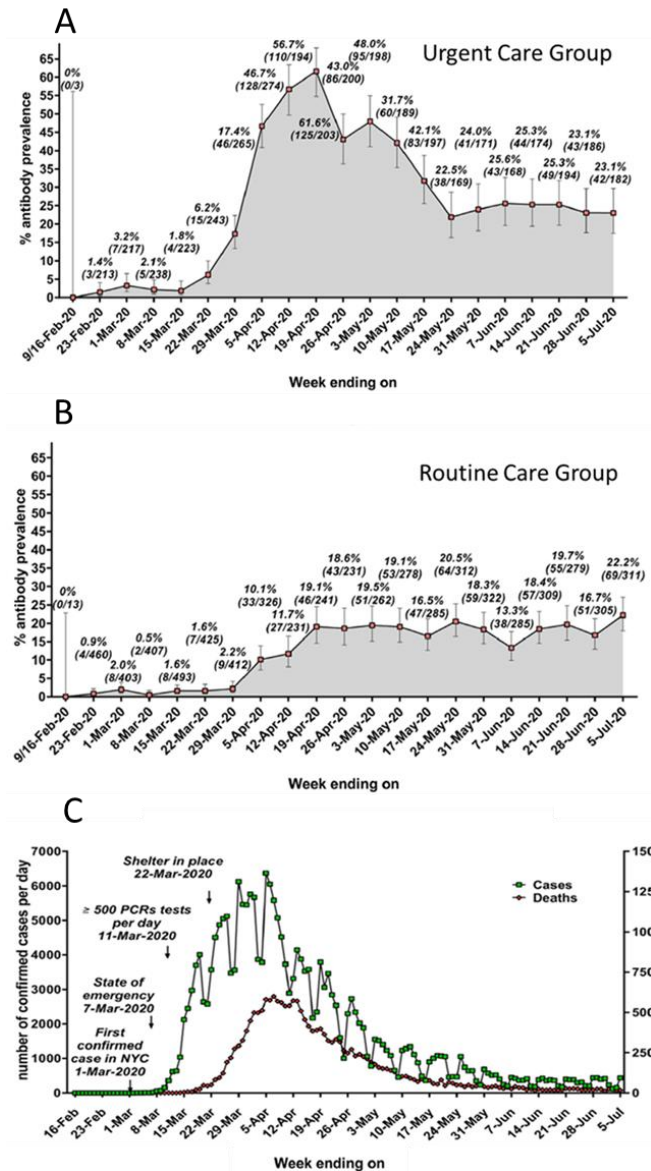 A
Urgent Care Group
% antibody prevalence
65
60
55
50
45
40
35
30
25
20
15
10
5
0
0%
(0/3)
1.4%
(3/213)
3.2%
(7/217)
2.1%
(5/238)
1.8%
(4/223)
6.2%
(15/243)
17.4%
(46/265)
46.7%
(128/274)
56.7%
(110/194)
61.6%
(125/203)
43.0%
(86/200)
48.0%
(95/198)
31.7%
(60/189)
42.1%
(83/197)
22.5%
(38/169)
24.0%
(41/171)
25.6%
(43/168)
25.3%
(44/174)
25.3%
(49/194)
23.1%
(43/186)
23.1%
(42/182)
9/16-Feb-20
23-Feb-20
1-Mar-20
8-Mar-20
15-Mar-20
22-Mar-20
29-Mar-20
5-Apr-20
12-Apr-20
19-Apr-20
26-Apr-20
3-May-20
10-May-20
17-May-20
24-May-20
31-May-20
7-Jun-20
14-Jun-20
21-Jun-20
28-Jun-20
5-Jul-20
Week ending on
B
Routine Care Group
% antibody prevalence
65
60
55
50
45
40
35
30
25
20
15
10
5
0
0%
(0/13)
0.9%
(4/460)
2.0%
(8/403)
0.5%
(2/407)
1.6%
(8/493)
1.6%
(7/425)
2.2%
(9/412)
10.1%
(33/326)
11.7%
(27/231)
19.1%
(46/241)
18.6%
(43/231)
19.5%
(51/262)
19.1%
(53/278)
16.5%
(47/285)
20.5%
(64/312)
18.3%
(59/322)
13.3%
(38/285)
18.4%
(57/309)
19.7%
(55/279)
16.7%
(51/305)
22.2%
(69/311)
9/16-Feb-20
23-Feb-20
1-Mar-20
8-Mar-20
15-Mar-20
22-Mar-20
29-Mar-20
5-Apr-20
12-Apr-20
19-Apr-20
26-Apr-20
3-May-20
10-May-20
17-May-20
24-May-20
31-May-20
7-Jun-20
14-Jun-20
21-Jun-20
28-Jun-20
5-Jul-20
Week ending on
C
number of confirmed cases per day
7000
6000
5000
4000
3000
2000
1000
0
Shelter in place
22-Mar-2020
≥ 500 PCRs tests
per day
11-Mar-2020
State of
emergency
7-Mar-2020
First
confirmed
case in NYC
1-Mar-2020
Cases
Deaths
150
125
100
750
500
250
0
16-Feb
23-Feb
1-Mar
8-Mar
15-Mar
22-Mar
29-Mar
5-Apr
12-Apr
19-Apr
26-Apr
3-May
10-May
17-May
24-May
31-May
7-Jun
14-Jun
21-Jun
28-Jun
5-Jul
Week ending on